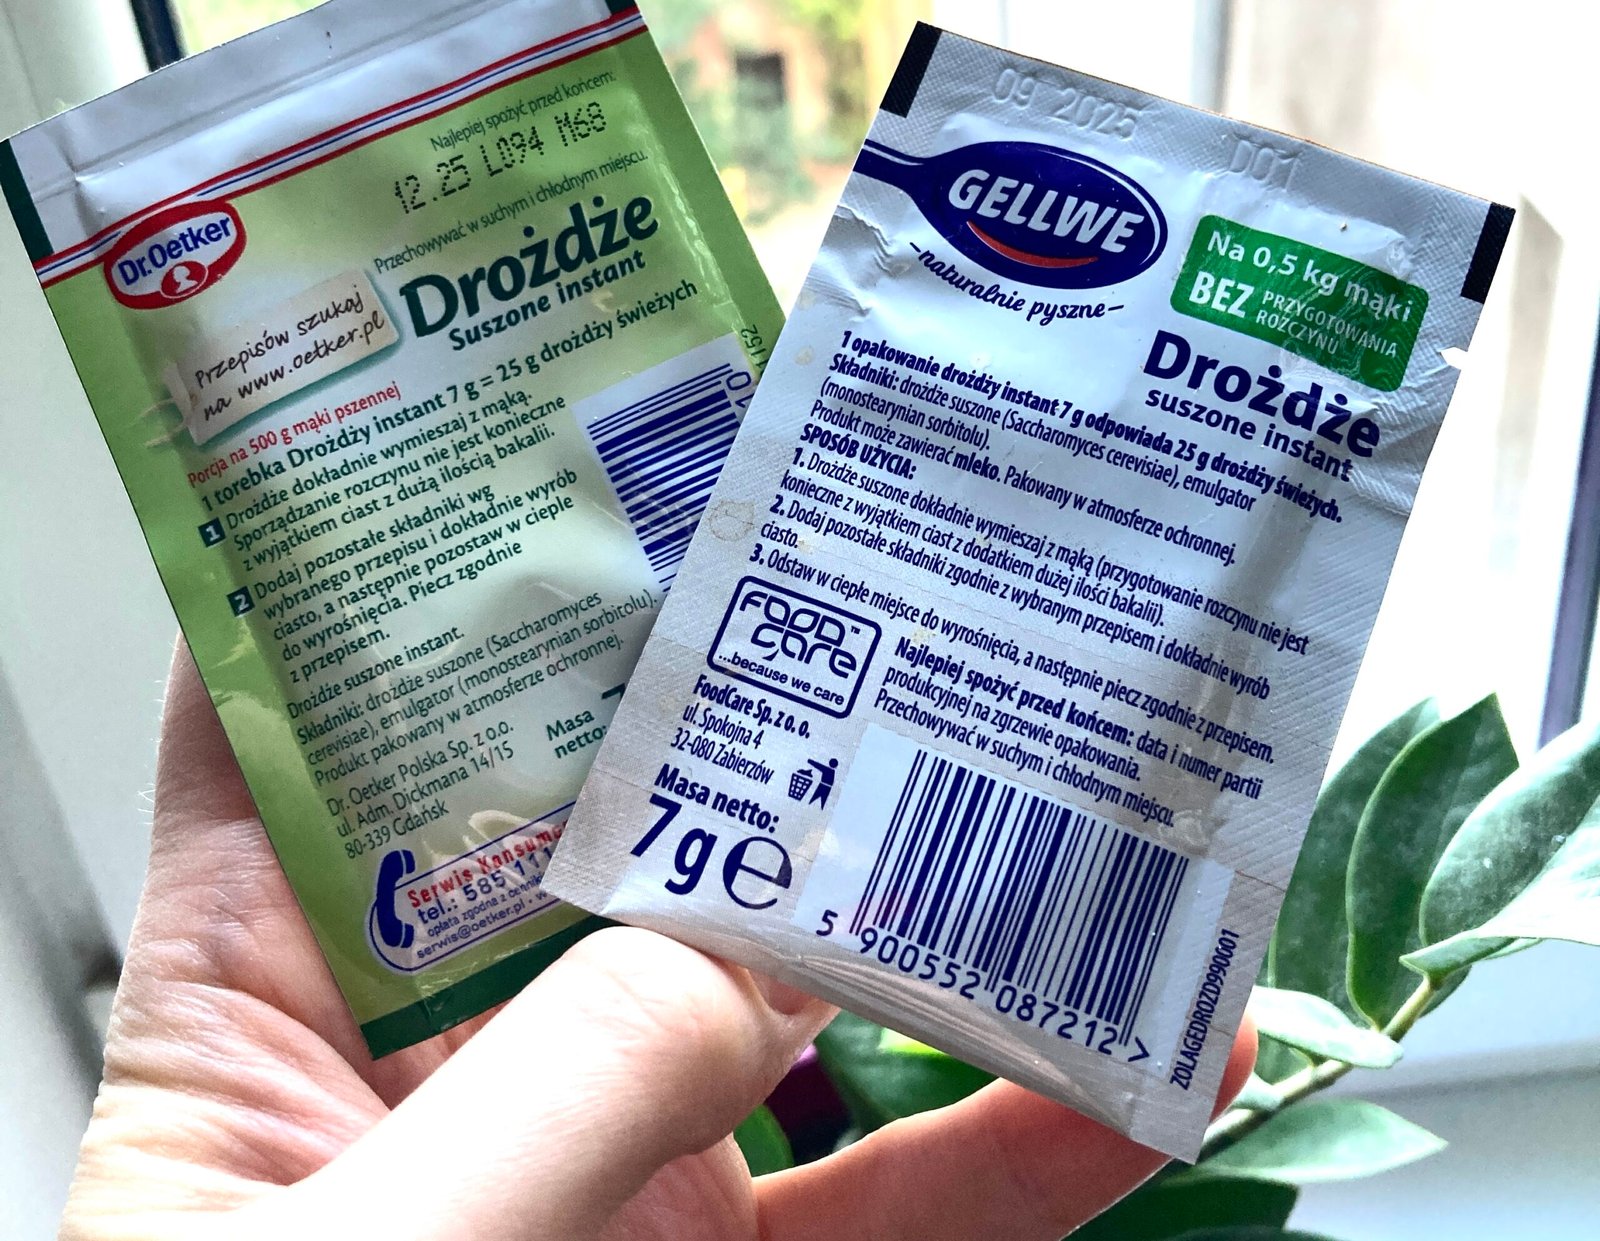 Najlepiej spożyć przed końcem:
12.25 L094 M68
Przechowywać w suchym i chłodnym miejscu.
Dr.Oetker
Drożdże
Suszone instant
Przepisów szukaj
na www.oetker.pl
Porcja na 500 g mąki pszennej
1 torebka Drożdży instant 7 g = 25 g drożdży świeżych
1 Drożdże dokładnie wymieszaj z mąką.
Sporządzanie rozczynu nie jest konieczne
z wyjątkiem ciast z dużą ilością bakalii.
2 Dodaj pozostałe składniki wg
wybranego przepisu i dokładnie wyrób
ciasto, a następnie pozostaw w cieple
do wyrośnięcia. Piecz zgodnie
z przepisem.
Drożdże suszone instant.
Składniki: drożdże suszone (Saccharomyces
cerevisiae), emulgator (monostearynian sorbitolu).
Produkt pakowany w atmosferze ochronnej.
Dr. Oetker Polska Sp. z o.o.
ul. Adm. Dickmana 14/15
80-339 Gdańsk
Masa
netto:
Serwis
tel.: 585 111
opłata zgodna z
serwis@oetker.pl
09 2025 001
GELLWE
-naturalnie pyszne-
Na 0,5 kg mąki
BEZ PRZYGOTOWANIA
ROZCZYNU
Drożdże
suszone instant
1 opakowanie drożdży instant 7 g odpowiada 25 g drożdży świeżych.
Składniki: drożdże suszone (Saccharomyces cerevisiae), emulgator
(monostearynian sorbitolu).
Produkt może zawierać mleko. Pakowany w atmosferze ochronnej.
SPOSÓB UŻYCIA:
1. Drożdże suszone dokładnie wymieszaj z mąką (przygotowanie rozczynu nie jest
konieczne z wyjątkiem ciast z dodatkiem dużej ilości bakalii).
2. Dodaj pozostałe składniki zgodnie z wybranym przepisem i dokładnie wyrób
ciasto.
3. Odstaw w ciepłe miejsce do wyrośnięcia, a następnie piecz zgodnie z przepisem.
FOOD™
care
...because we care
Najlepiej spożyć przed końcem: data i numer partii
produkcyjnej na zgrzewie opakowania.
Przechowywać w suchym i chłodnym miejscu.
FoodCare Sp. z o. o.
ul. Spokojna 4
32-080 Zabierzów
Masa netto:
7 g e
5 900552 087212 >
ZOLAGEDROZD990001